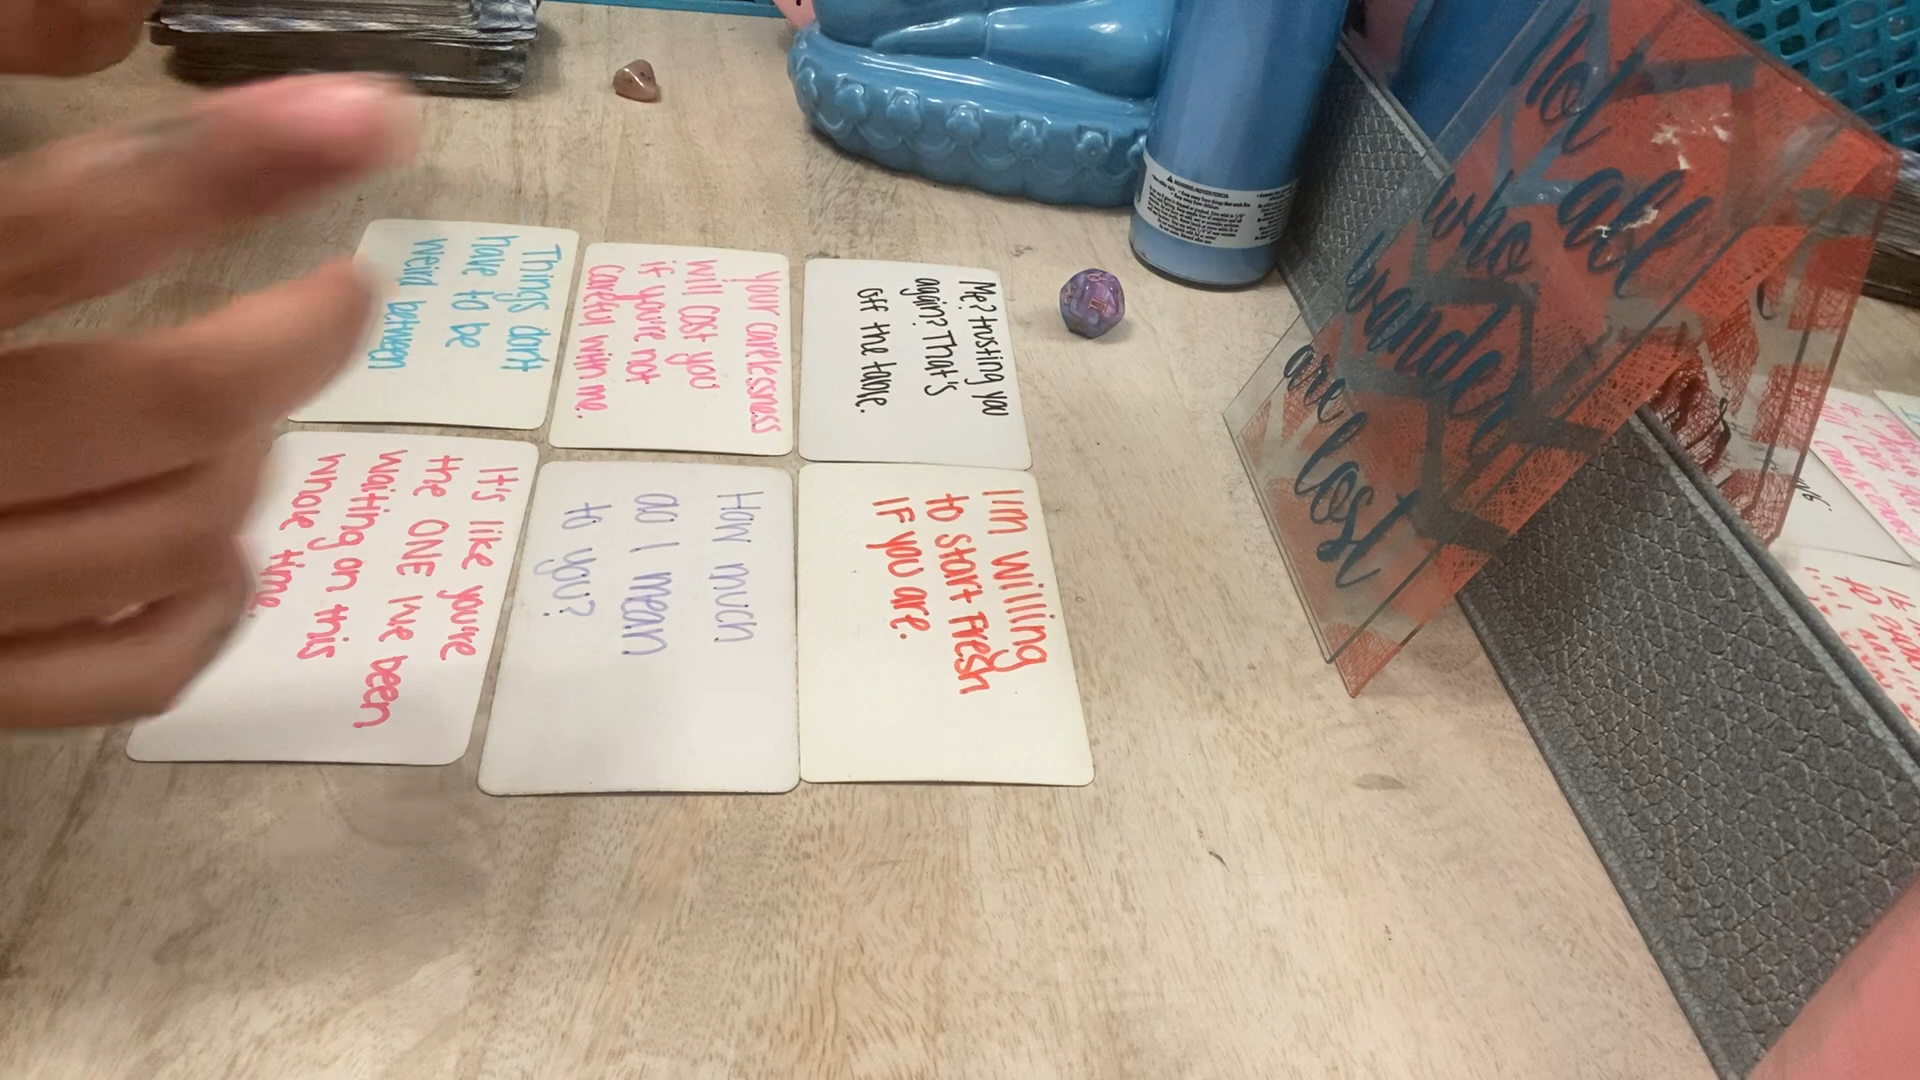 Things don't
have to be
weird between
your carelessness
will cost you
if you're not
careful with me.
Me? trusting you
again? That's
off the table.
It's like you're
the ONE I've been
waiting on this
whole time.
How much
do I mean
to you?
I'm willing
to start fresh
IF you are.
not all
who
wander
are lost
WARNING/ADVERTENCIA